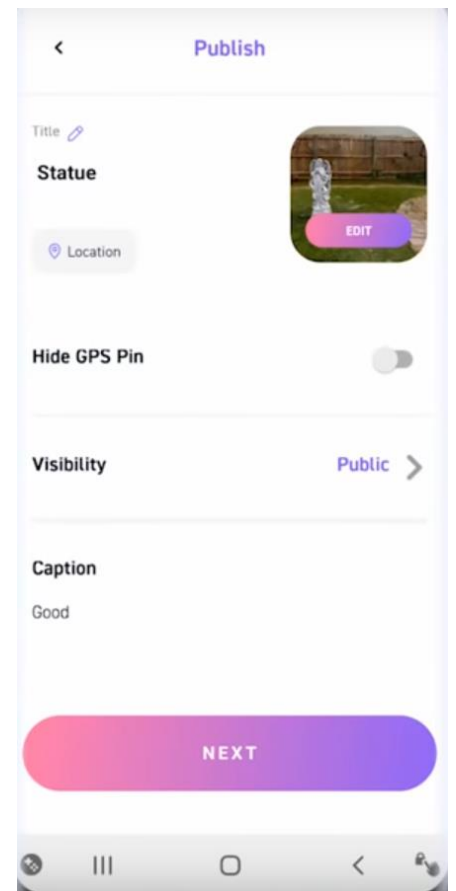 Publish
Title
Statue
EDIT
Location
Hide GPS Pin
Visibility
Public
Caption
Good
NEXT